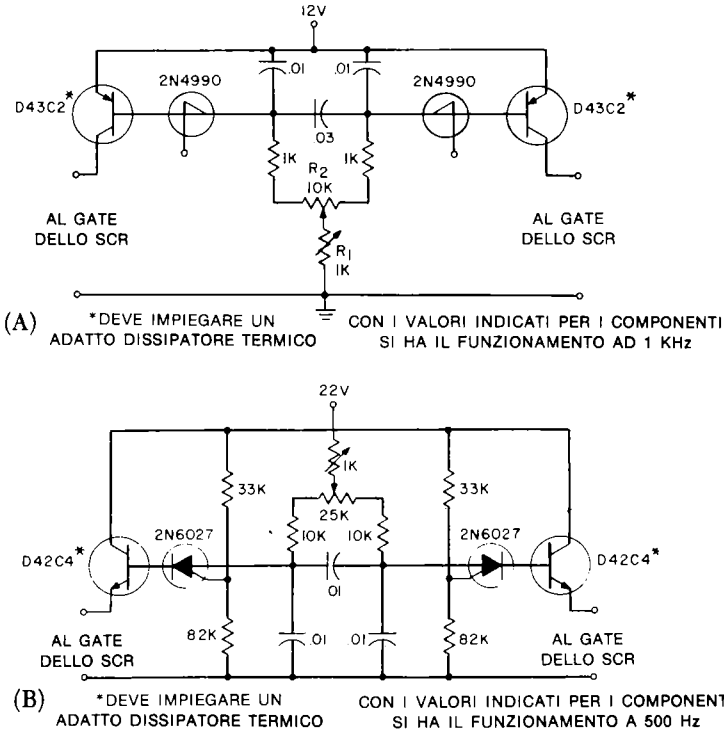 12V
.01 .01
2N4990 2N4990
D43C2* D43C2*
.03
1K 1K
R2
10K
R1
1K
AL GATE
DELLO SCR
AL GATE
DELLO SCR
(A)
*DEVE IMPIEGARE UN
ADATTO DISSIPATORE TERMICO
CON I VALORI INDICATI PER I COMPONENTI
SI HA IL FUNZIONAMENTO AD 1 KHz
22V
1K
33K 33K
25K
2N6027 2N6027
10K 10K
D42C4* D42C4*
.01
82K .01 .01 82K
AL GATE
DELLO SCR
AL GATE
DELLO SCR
(B)
*DEVE IMPIEGARE UN
ADATTO DISSIPATORE TERMICO
CON I VALORI INDICATI PER I COMPONENT
SI HA IL FUNZIONAMENTO A 500 Hz